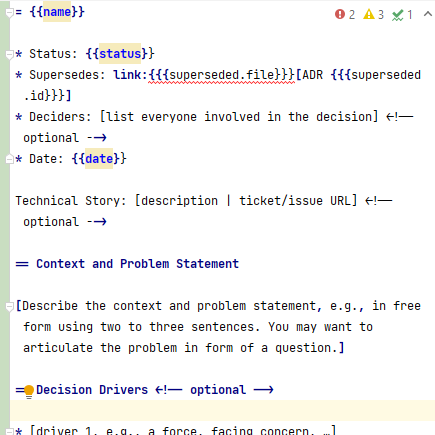 = {{name}}
2 3 1
* Status: {{status}}
* Supersedes: link:{{{superseded.file}}}[ADR {{{superseded
.id}}}]
* Deciders: [list everyone involved in the decision] <!--
optional -->
* Date: {{date}}
Technical Story: [description | ticket/issue URL] <!--
optional -->
== Context and Problem Statement
[Describe the context and problem statement, e.g., in free
form using two to three sentences. You may want to
articulate the problem in form of a question.]
== Decision Drivers <!-- optional -->
* [driver 1, e.g., a force, facing concern, …]